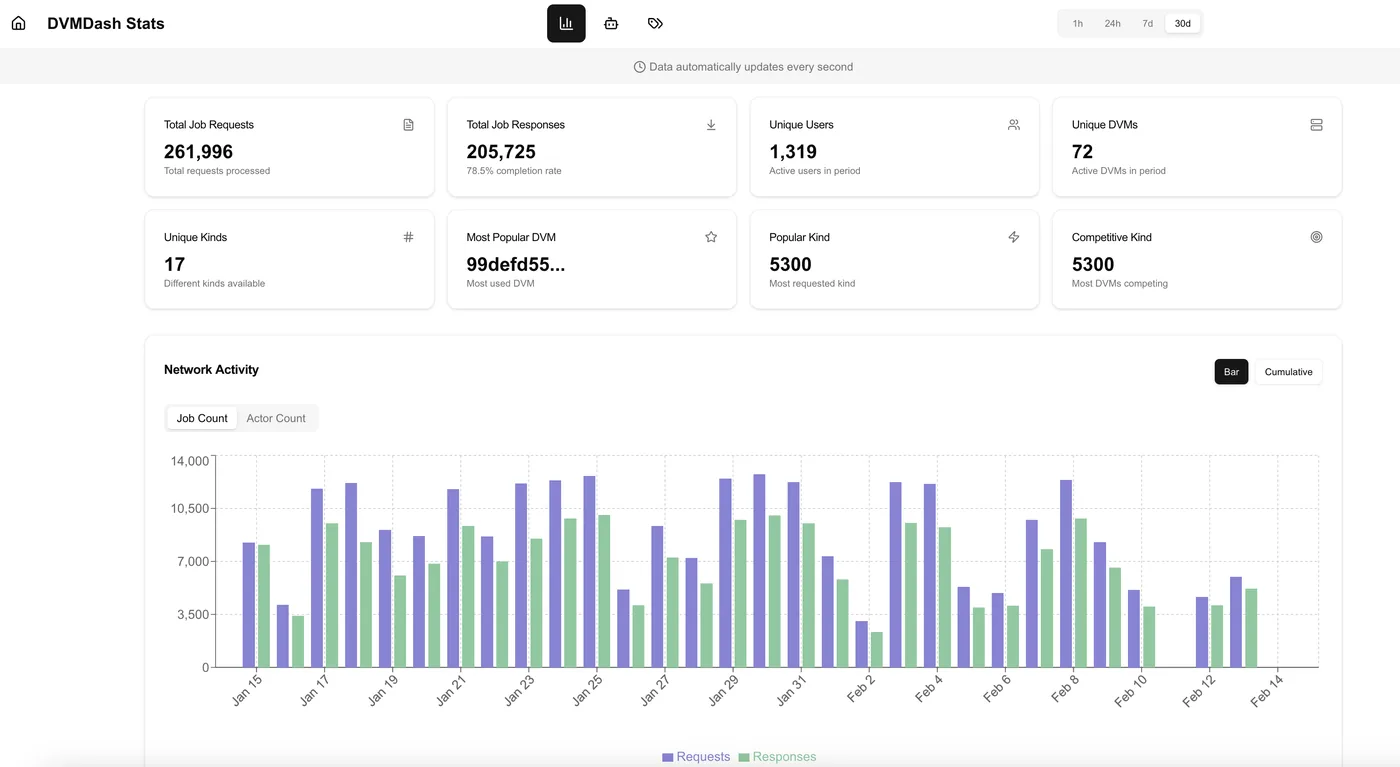 DVMDash Stats
1h 24h 7d 30d
Data automatically updates every second
Total Job Requests
261,996
Total requests processed
Total Job Responses
205,725
78.5% completion rate
Unique Users
1,319
Active users in period
Unique DVMs
72
Active DVMs in period
Unique Kinds
17
Different kinds available
Most Popular DVM
99defd55...
Most used DVM
Popular Kind
5300
Most requested kind
Competitive Kind
5300
Most DVMs competing
Network Activity
Bar Cumulative
Job Count Actor Count
14,000
10,500
7,000
3,500
0
Jan 15 Jan 17 Jan 19 Jan 21 Jan 23 Jan 25 Jan 27 Jan 29 Jan 31 Feb 2 Feb 4 Feb 6 Feb 8 Feb 10 Feb 12 Feb 14
Requests Responses